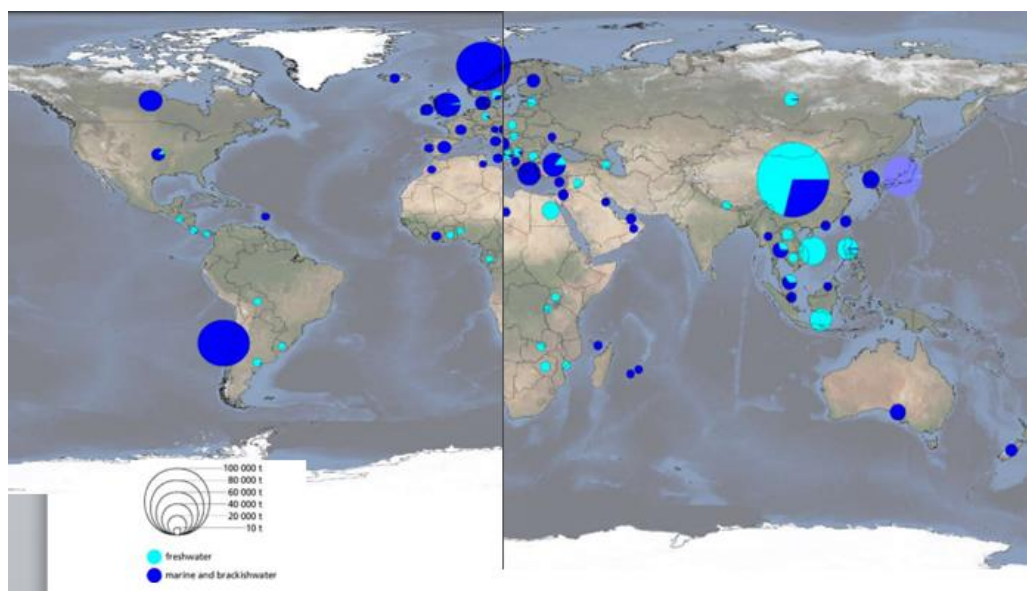 100 000 t
80 000 t
60 000 t
40 000 t
20 000 t
10 t
freshwater
marine and brackishwater